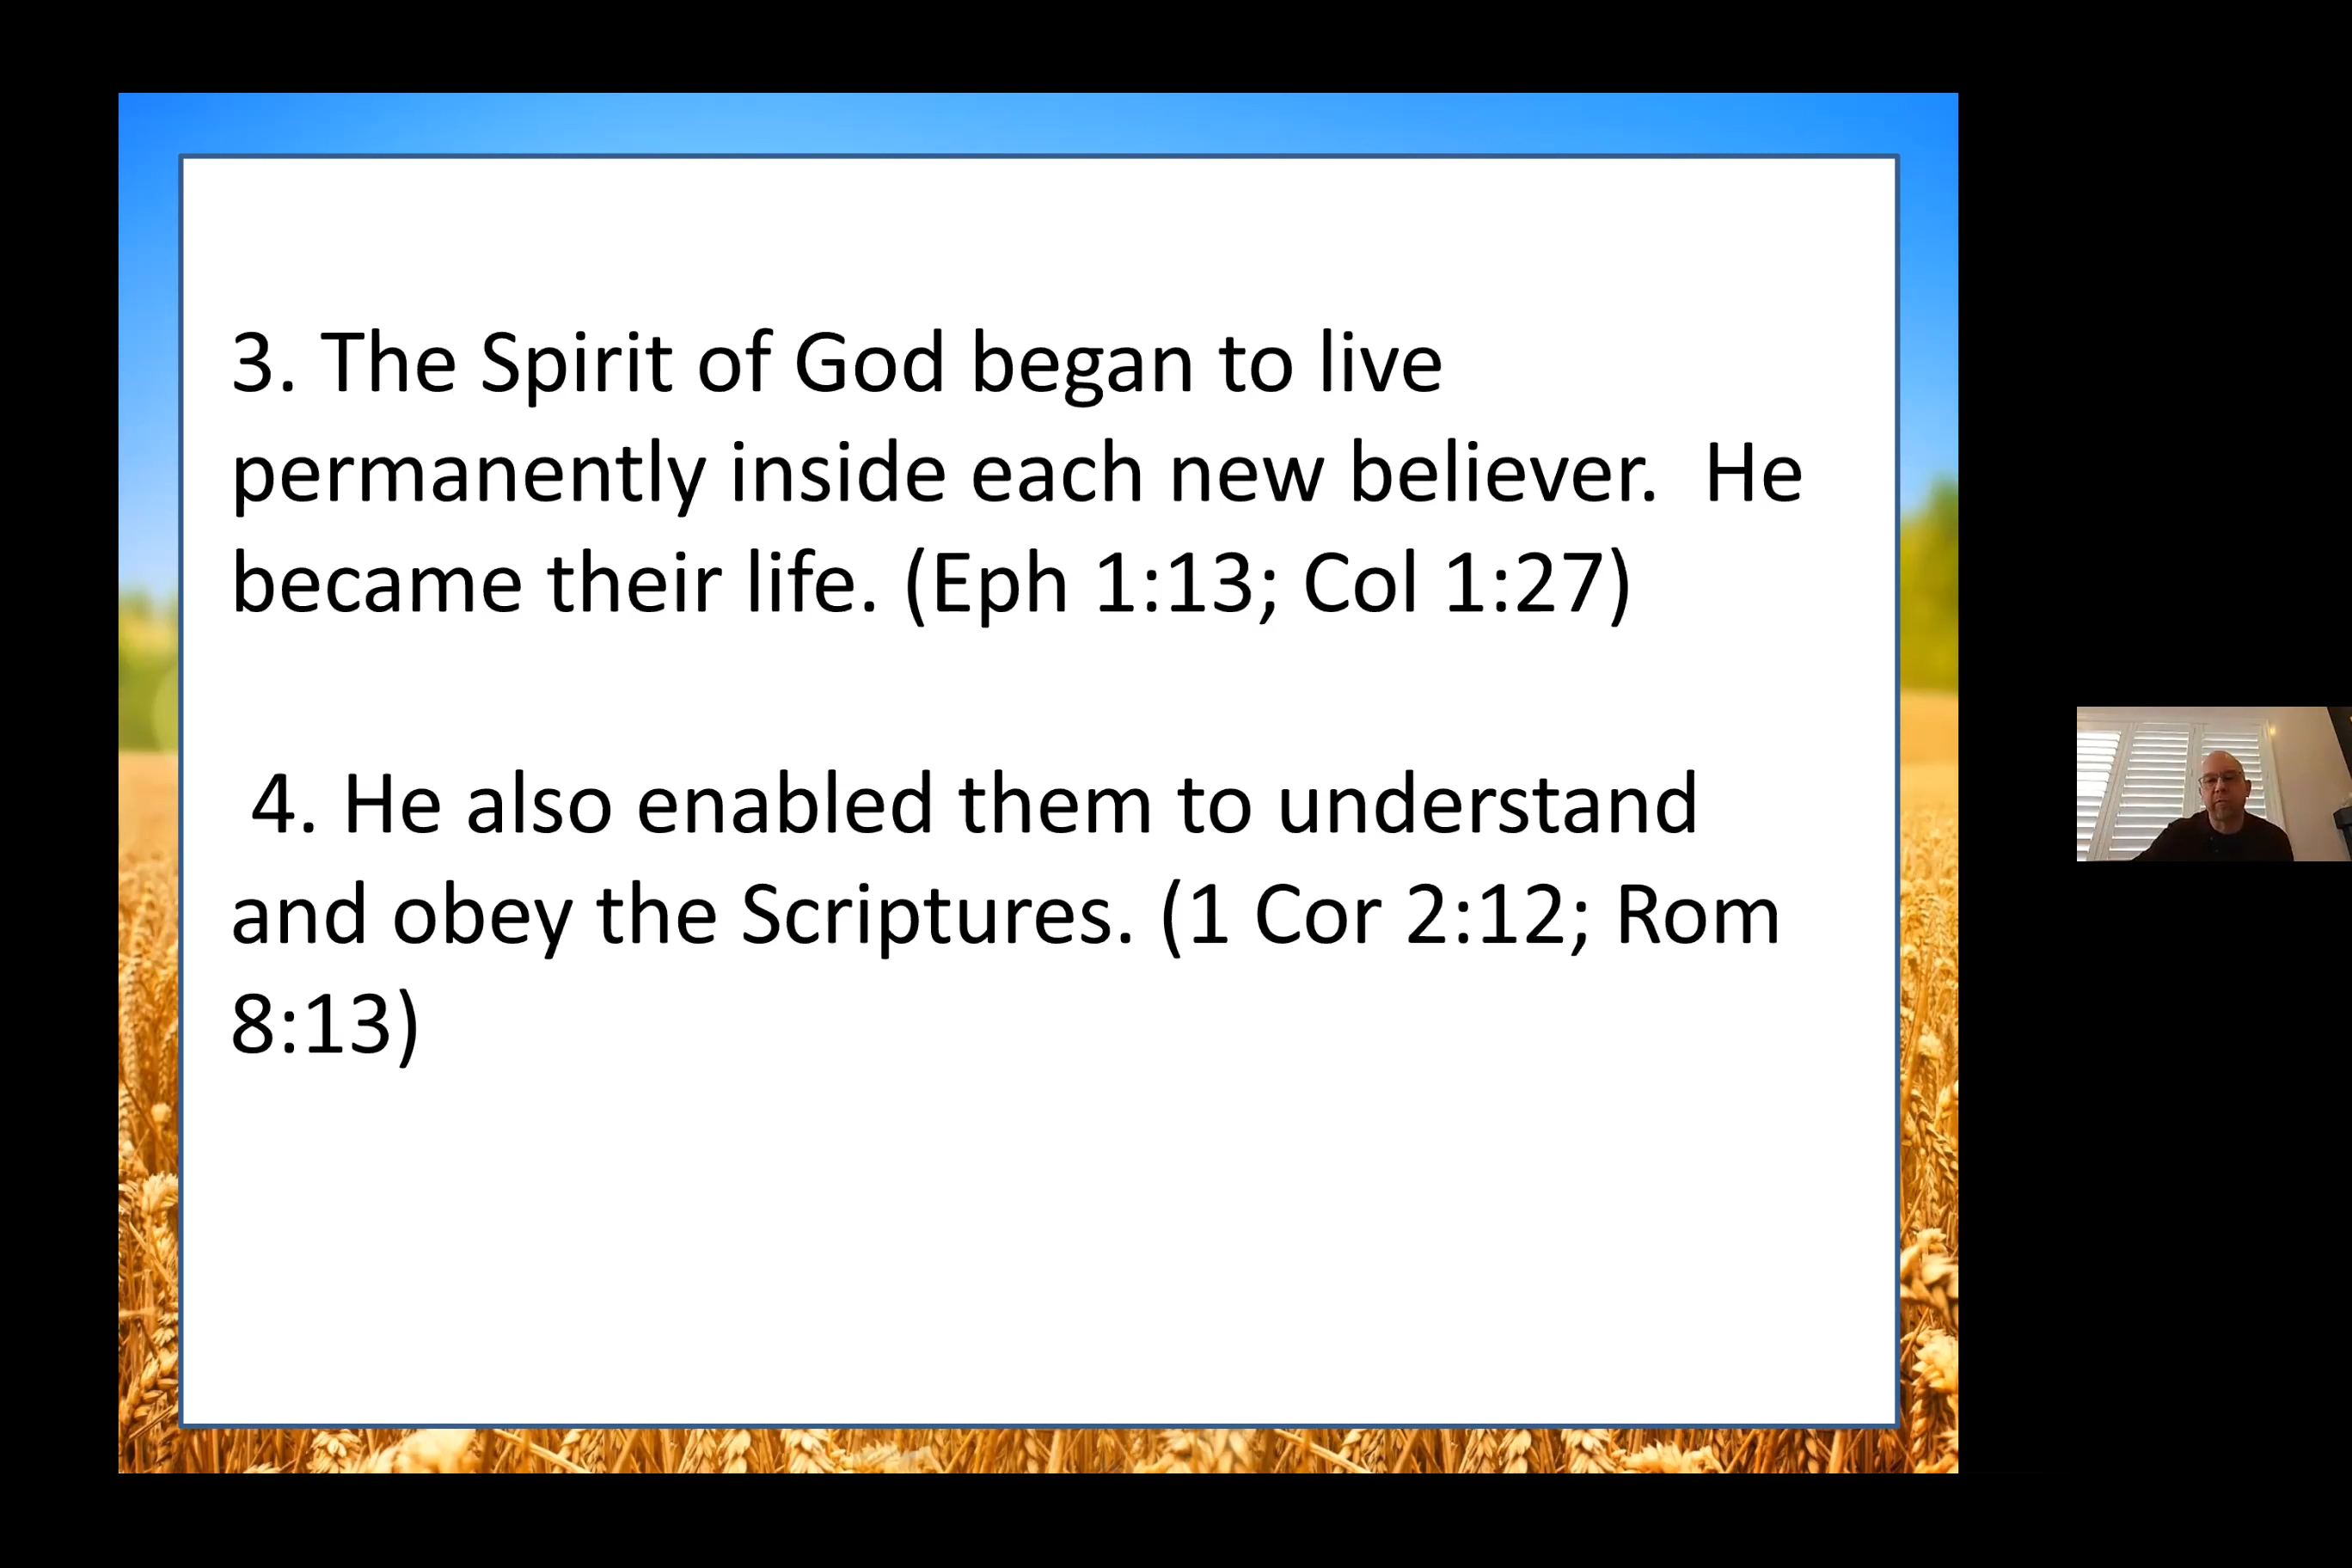 3. The Spirit of God began to live
permanently inside each new believer.  He
became their life. (Eph 1:13; Col 1:27)
4. He also enabled them to understand
and obey the Scriptures. (1 Cor 2:12; Rom
8:13)